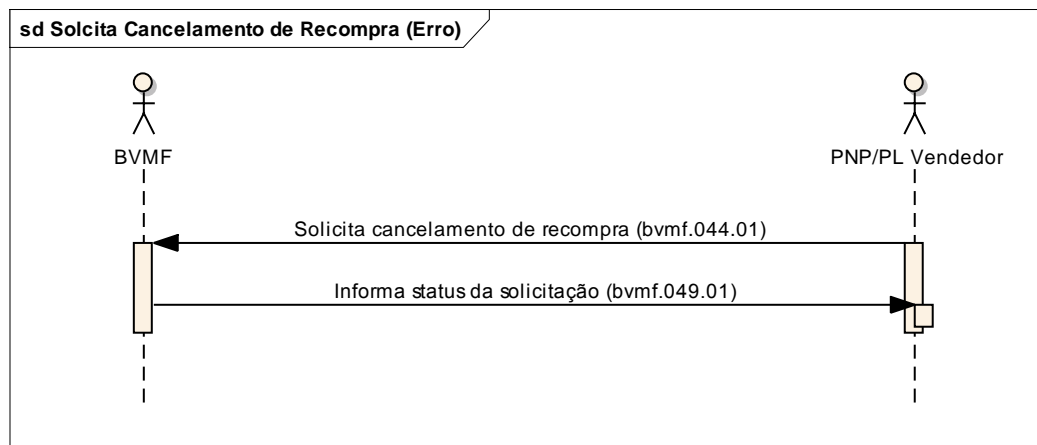 sd Solcita Cancelamento de Recompra (Erro)
BVMF
PNP/PL Vendedor
Solicita cancelamento de recompra (bvmf.044.01)
Informa status da solicitação (bvmf.049.01)